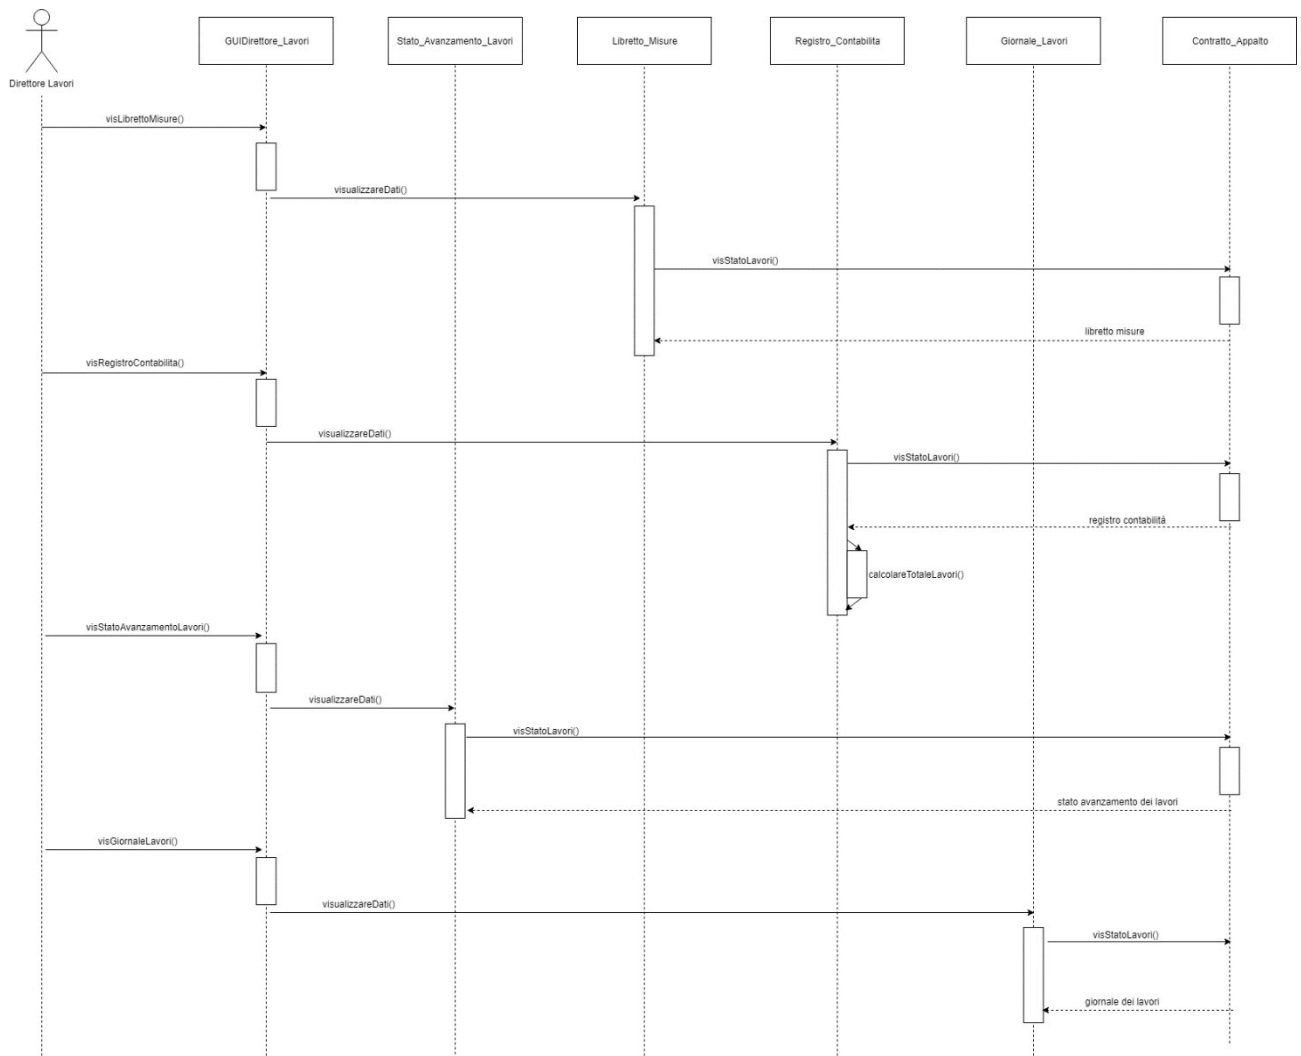 GUIDirettore_Lavori
Stato_Avanzamento_Lavori
Libretto_Misure
Registro_Contabilita
Giornale_Lavori
Contratto_Appalto
Direttore Lavori
visLibrettoMisure()
visualizzareDati()
visStatoLavori()
libretto misure
visRegistroContabilita()
visualizzareDati()
visStatoLavori()
registro contabilità
calcolareTotaleLavori()
visStatoAvanzamentoLavori()
visualizzareDati()
visStatoLavori()
stato avanzamento dei lavori
visGiornaleLavori()
visualizzareDati()
visStatoLavori()
giornale dei lavori